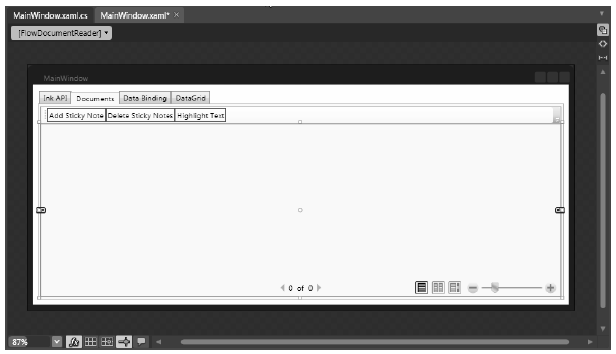 MainWindow.xaml.cs MainWindow.xaml* ×
[FlowDocumentReader]
MainWindow
Ink API Documents Data Binding DataGrid
Add Sticky Note Delete Sticky Notes Highlight Text
0 of 0
87% fx